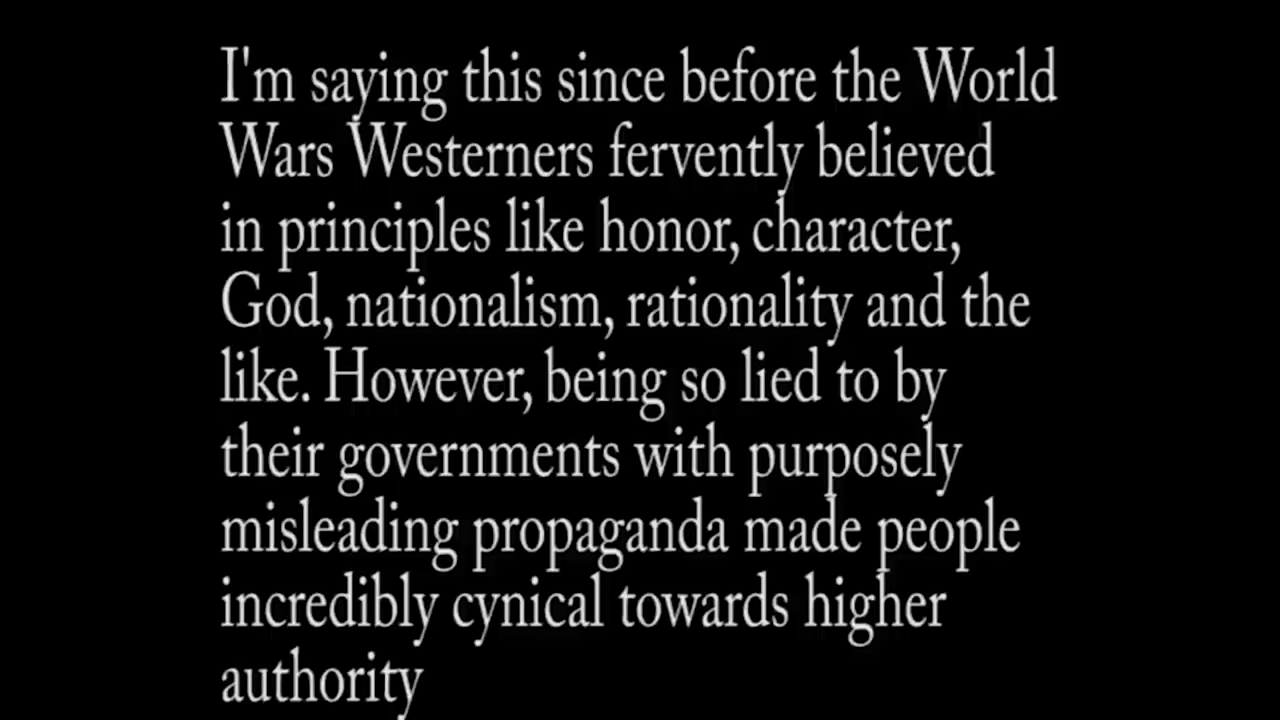 I'm saying this since before the World
Wars Westerners fervently believed
in principles like honor, character,
God, nationalism, rationality and the
like. However, being so lied to by
their governments with purposely
misleading propaganda made people
incredibly cynical towards higher
authority